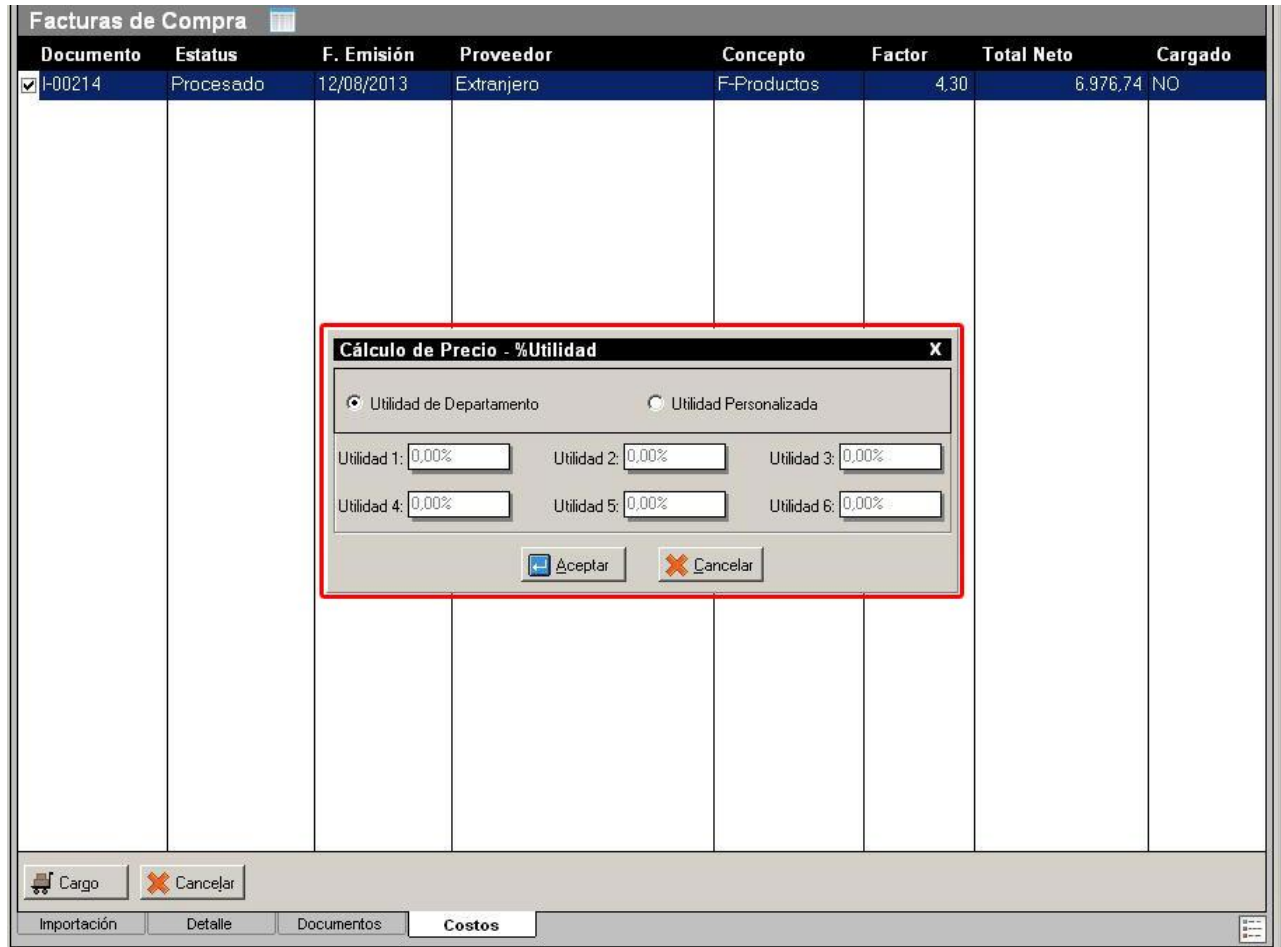 Facturas de Compra
Documento Estatus F. Emisión Proveedor Concepto Factor Total Neto Cargado
I-00214 Procesado 12/08/2013 Extranjero F-Productos 4,30 6.976,74 NO
Cálculo de Precio - %Utilidad X
Utilidad de Departamento Utilidad Personalizada
Utilidad 1: 0,00% Utilidad 2: 0,00% Utilidad 3: 0,00%
Utilidad 4: 0,00% Utilidad 5: 0,00% Utilidad 6: 0,00%
Aceptar Cancelar
Cargo Cancelar
Importación Detalle Documentos Costos